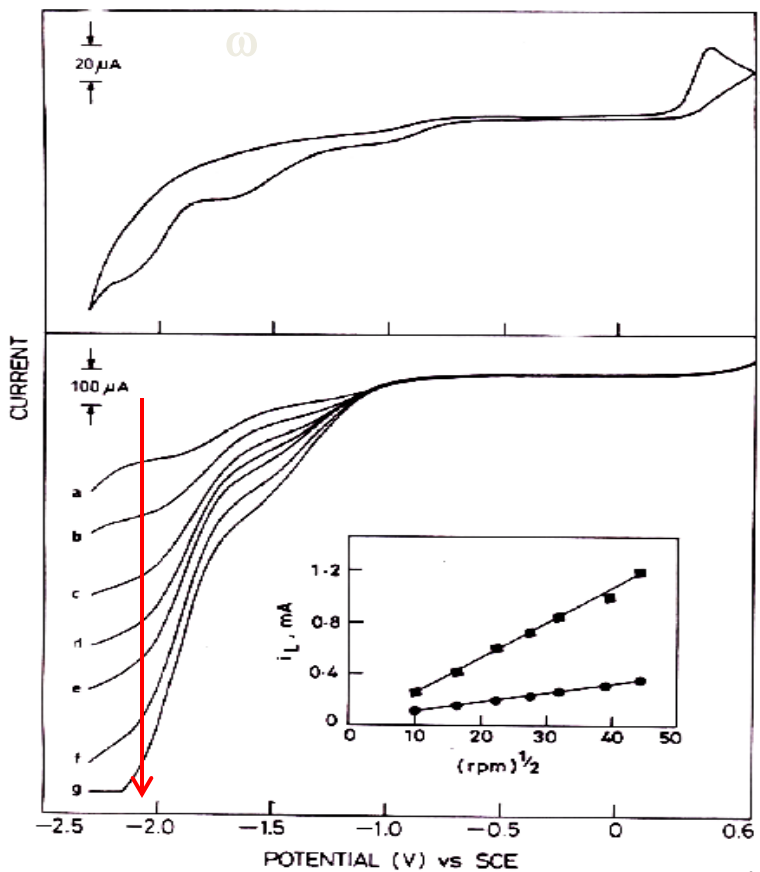 ω
20 μA
CURRENT
100 μA
a
b
c
d
e
f
g
1·2
0·8
0·4
0
iL, mA
0 10 20 30 40 50
(rpm)1/2
−2.5 −2.0 −1.5 −1.0 −0.5 0 0.6
POTENTIAL (V) vs SCE